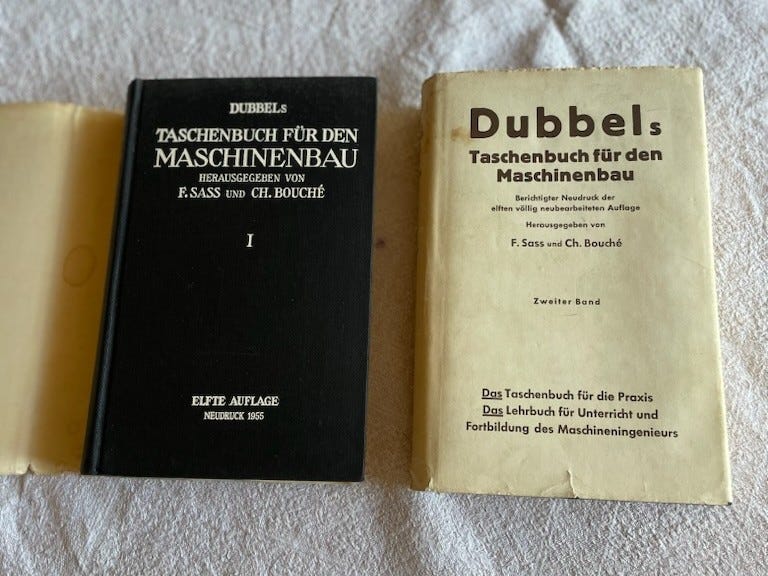 DUBBELs
TASCHENBUCH FÜR DEN
MASCHINENBAU
HERAUSGEGEBEN VON
F. SASS UND CH. BOUCHÉ
I
ELFTE AUFLAGE
NEUDRUCK 1955
Dubbels
Taschenbuch für den
Maschinenbau
Berichtigter Neudruck der
elften völlig neubearbeiteten Auflage
Herausgegeben von
F. Sass und Ch. Bouché
Zweiter Band
Das Taschenbuch für die Praxis
Das Lehrbuch für Unterricht und
Fortbildung des Maschineningenieurs